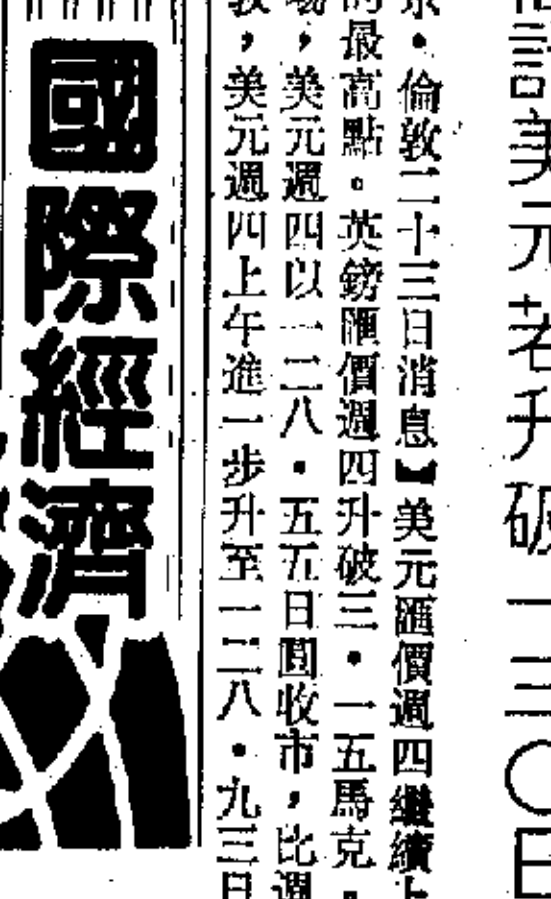 估計美元若升破一三〇日
京・倫敦二十三日消息】美元匯價週四繼續上
的最高點。英鎊匯價週四升破三・一五馬克，
場，美元週四以一二八・五五日圓收市，比週
敦，美元週四上午進一步升至一二八・九三日
國際經濟